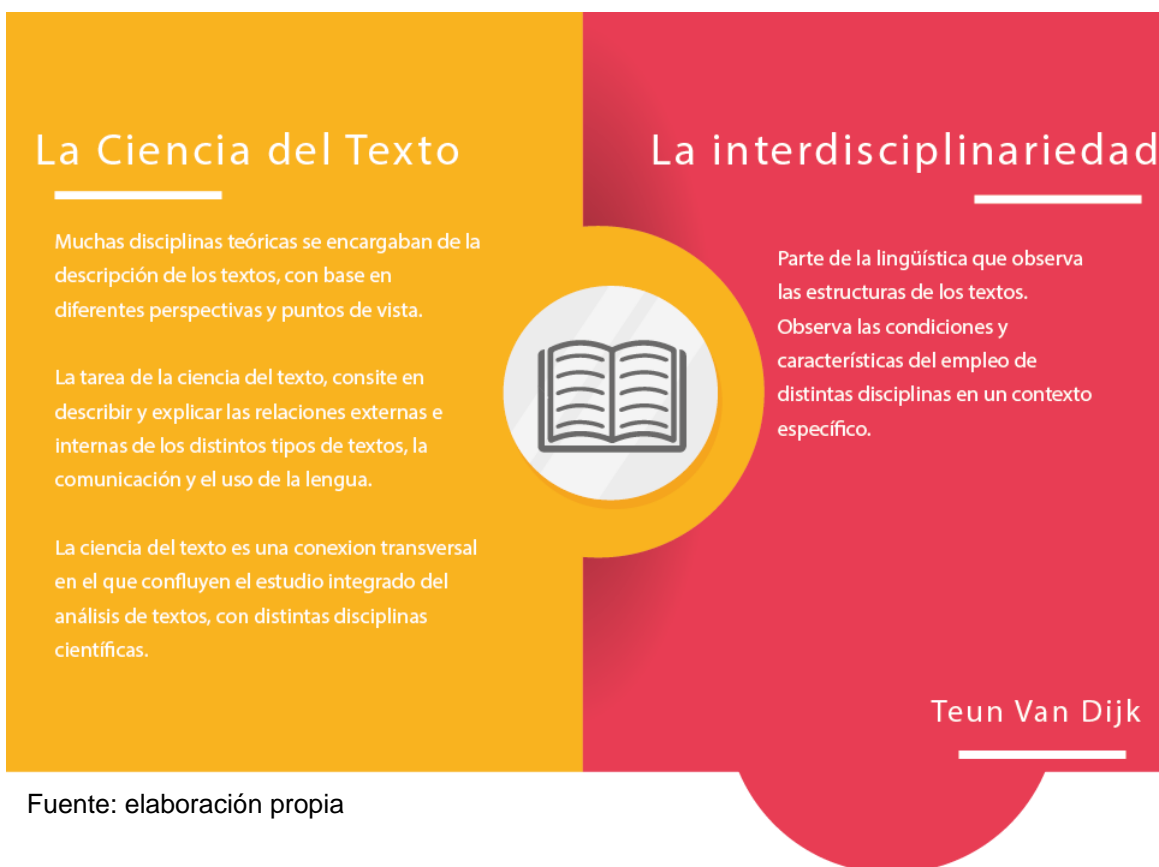 La Ciencia del Texto
Muchas disciplinas teóricas se encargaban de la
descripción de los textos, con base en
diferentes perspectivas y puntos de vista.
La tarea de la ciencia del texto, consite en
describir y explicar las relaciones externas e
internas de los distintos tipos de textos, la
comunicación y el uso de la lengua.
La ciencia del texto es una conexion transversal
en el que confluyen el estudio integrado del
análisis de textos, con distintas disciplinas
científicas.
La interdisciplinariedad
Parte de la lingüística que observa
las estructuras de los textos.
Observa las condiciones y
características del empleo de
distintas disciplinas en un contexto
específico.
Teun Van Dijk
Fuente: elaboración propia